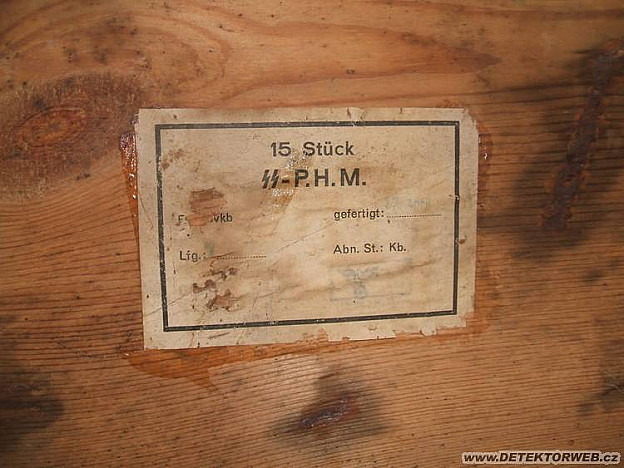 15 Stück
ᛋᛋ-P.H.M.
gefertigt:
Lfg.:
Abn. St.: Kb.
www.DETEKTORWEB.cz